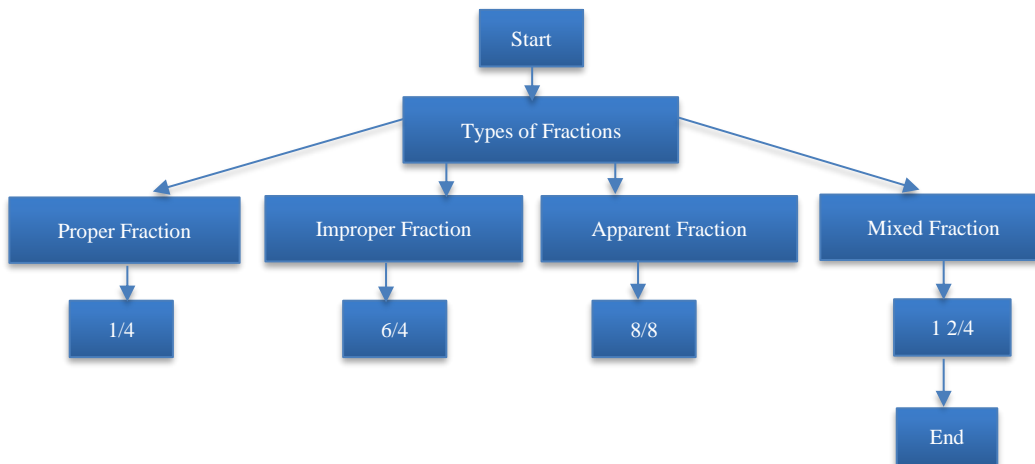 Start
Types of Fractions
Proper Fraction
Improper Fraction
Apparent Fraction
Mixed Fraction
1/4
6/4
8/8
1 2/4
End